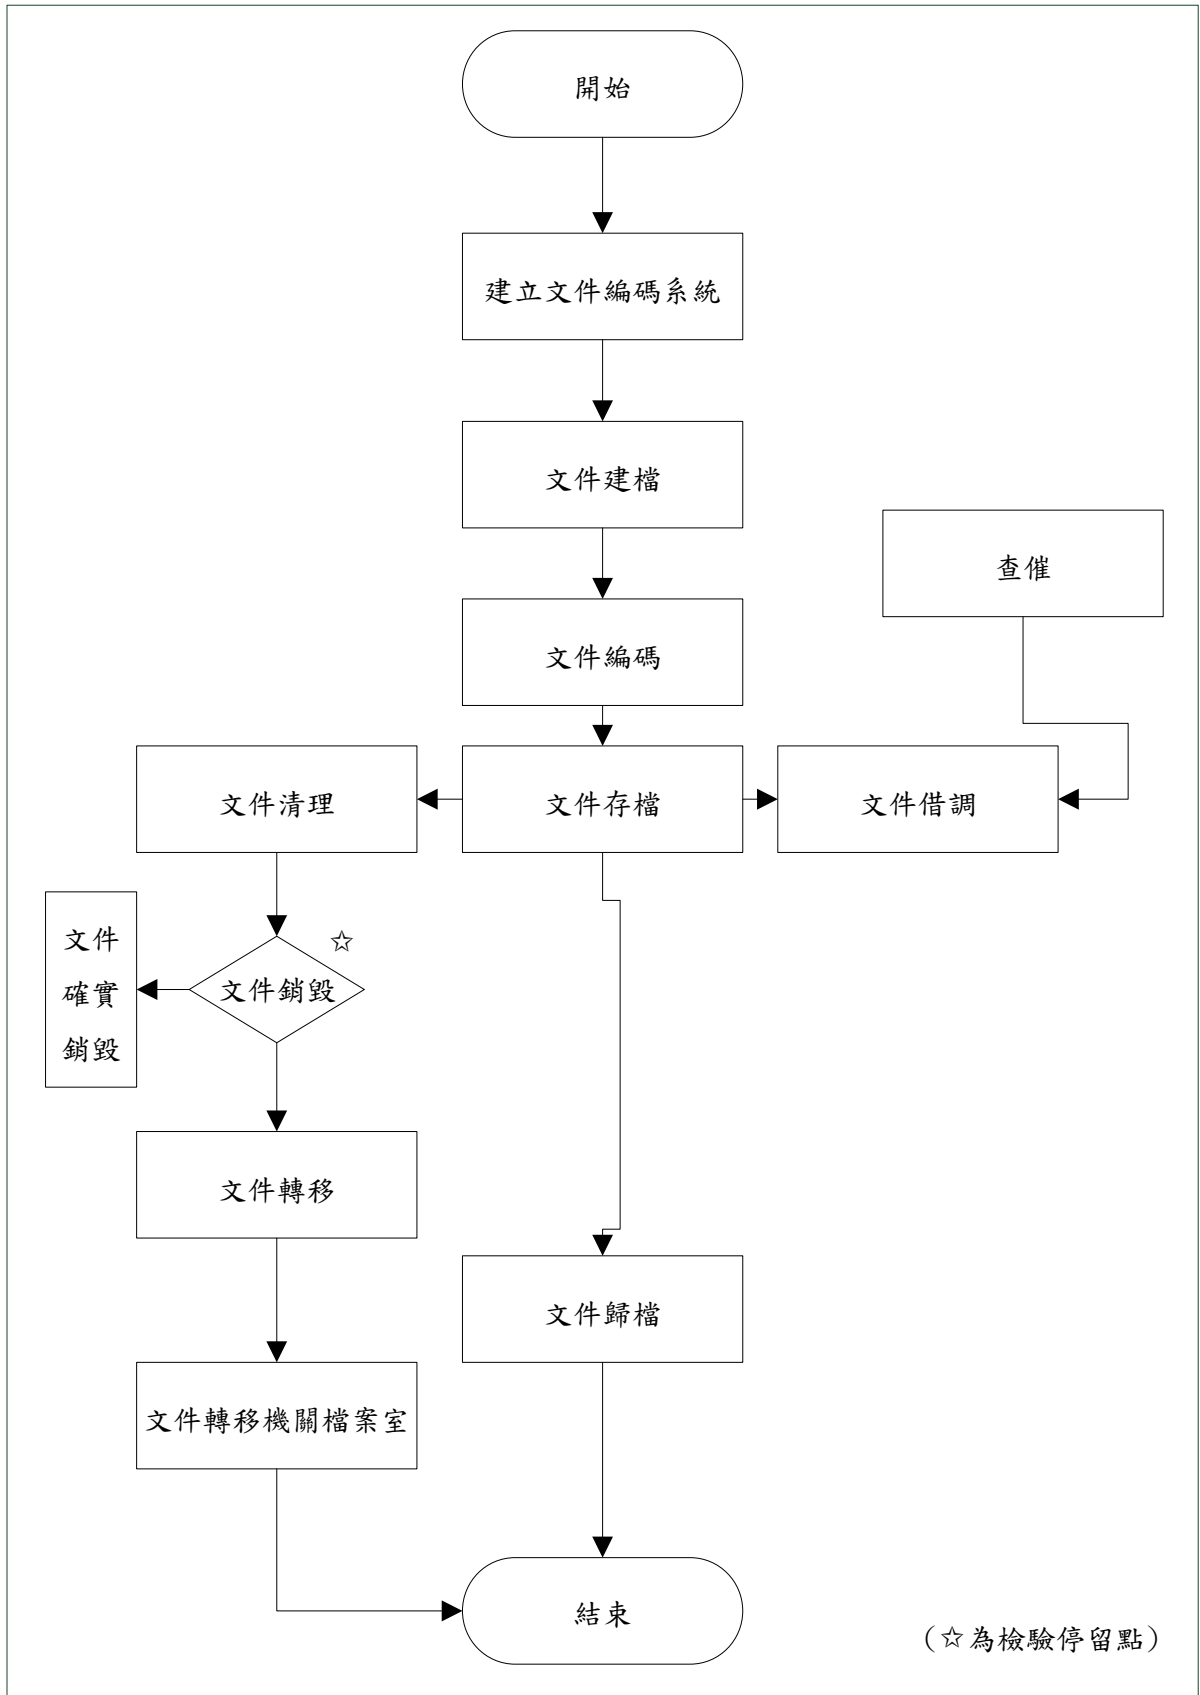 開始
建立文件編碼系統
文件建檔
查催
文件編碼
文件清理
文件存檔
文件借調
文件
確實
銷毀
☆
文件銷毀
文件轉移
文件歸檔
文件轉移機關檔案室
結束
（☆為檢驗停留點）